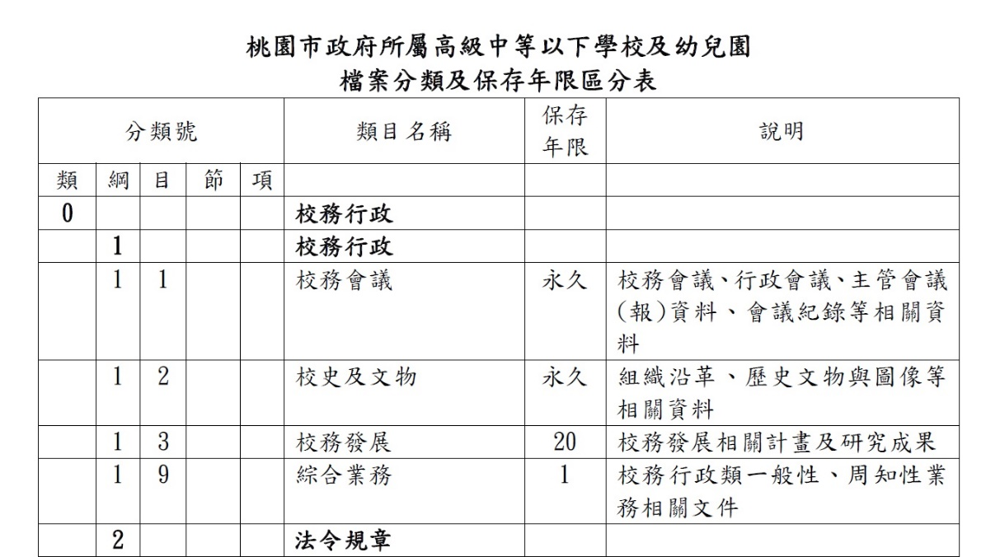 桃園市政府所屬高級中等以下學校及幼兒園
檔案分類及保存年限區分表
分類號 類目名稱 保存年限 說明
類 綱 目 節 項
0 校務行政
1 校務行政
1 1 校務會議 永久 校務會議、行政會議、主管會議
(報)資料、會議紀錄等相關資
料
1 2 校史及文物 永久 組織沿革、歷史文物與圖像等
相關資料
1 3 校務發展 20 校務發展相關計畫及研究成果
1 9 綜合業務 1 校務行政類一般性、周知性業
務相關文件
2 法令規章